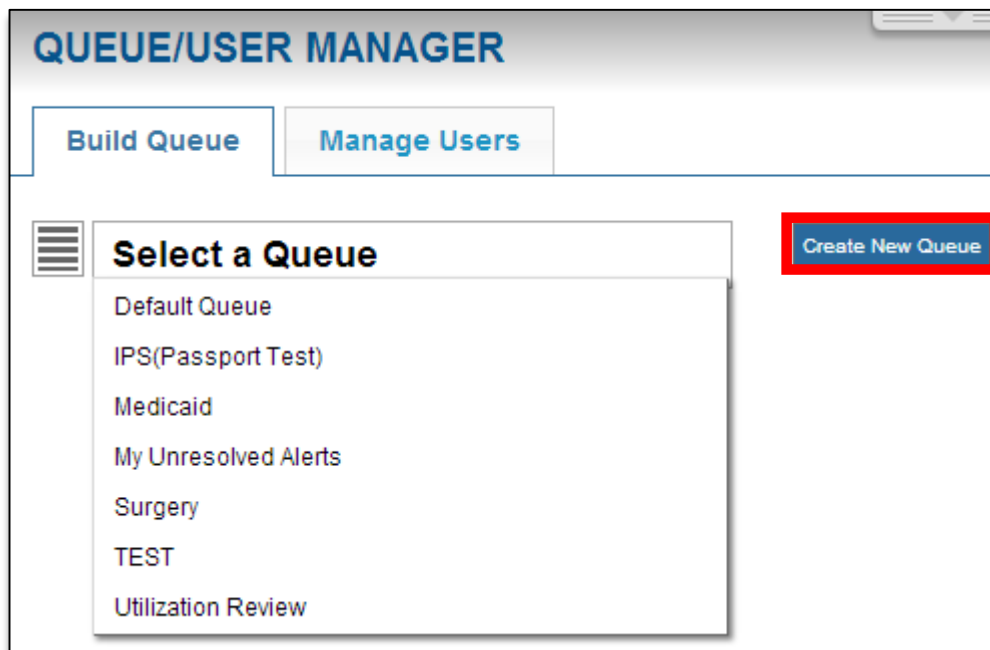 QUEUE/USER MANAGER
Build Queue
Manage Users
Select a Queue
Create New Queue
Default Queue
IPS(Passport Test)
Medicaid
My Unresolved Alerts
Surgery
TEST
Utilization Review